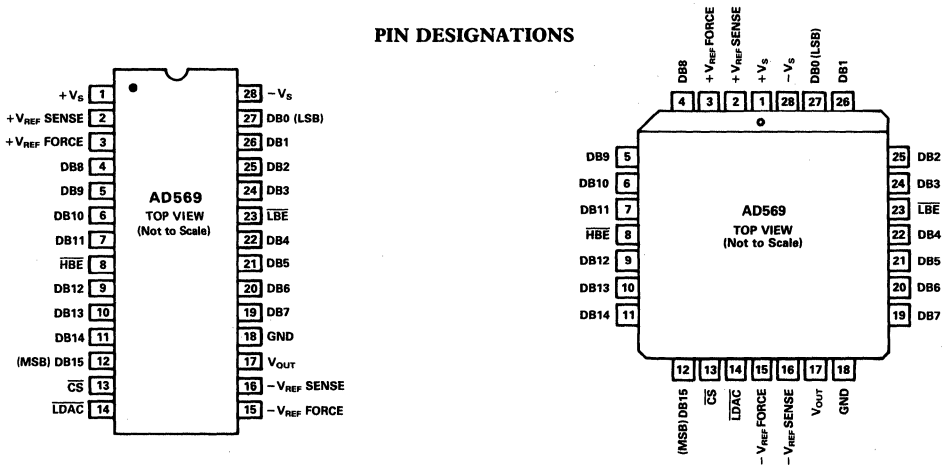 PIN DESIGNATIONS
+VS 1
+VREF SENSE 2
+VREF FORCE 3
DB8 4
DB9 5
DB10 6
DB11 7
HBE 8
DB12 9
DB13 10
DB14 11
(MSB) DB15 12
CS 13
LDAC 14
AD569
TOP VIEW
(Not to Scale)
28 −VS
27 DB0 (LSB)
26 DB1
25 DB2
24 DB3
23 LBE
22 DB4
21 DB5
20 DB6
19 DB7
18 GND
17 VOUT
16 −VREF SENSE
15 −VREF FORCE
DB8
+VREF FORCE
+VREF SENSE
+VS
−VS
DB0 (LSB)
DB1
4 3 2 1 28 27 26
DB9 5
DB10 6
DB11 7
HBE 8
DB12 9
DB13 10
DB14 11
AD569
TOP VIEW
(Not to Scale)
25 DB2
24 DB3
23 LBE
22 DB4
21 DB5
20 DB6
19 DB7
12 13 14 15 16 17 18
(MSB) DB15
CS
LDAC
−VREF FORCE
−VREF SENSE
VOUT
GND